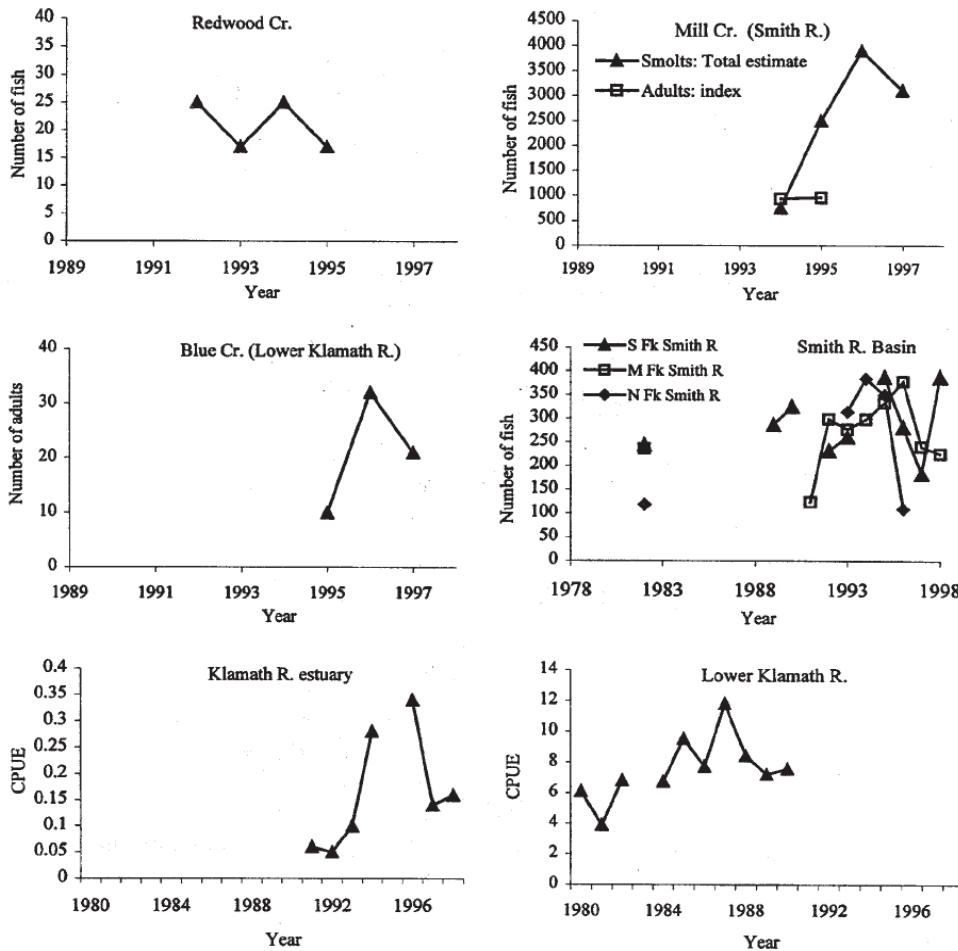 Redwood Cr.
40
35
30
25
20
15
10
5
0
Number of fish
1989 1991 1993 1995 1997
Year
Mill Cr. (Smith R.)
4500
4000
3500
3000
2500
2000
1500
1000
500
0
Number of fish
Smolts: Total estimate
Adults: index
1989 1991 1993 1995 1997
Year
Blue Cr. (Lower Klamath R.)
40
30
20
10
0
Number of adults
1989 1991 1993 1995 1997
Year
Smith R. Basin
450
400
350
300
250
200
150
100
50
0
Number of fish
S Fk Smith R
M Fk Smith R
N Fk Smith R
1978 1983 1988 1993 1998
Year
Klamath R. estuary
0.4
0.35
0.3
0.25
0.2
0.15
0.1
0.05
0
CPUE
1980 1984 1988 1992 1996
Year
Lower Klamath R.
14
12
10
8
6
4
2
0
CPUE
1980 1984 1988 1992 1996
Year